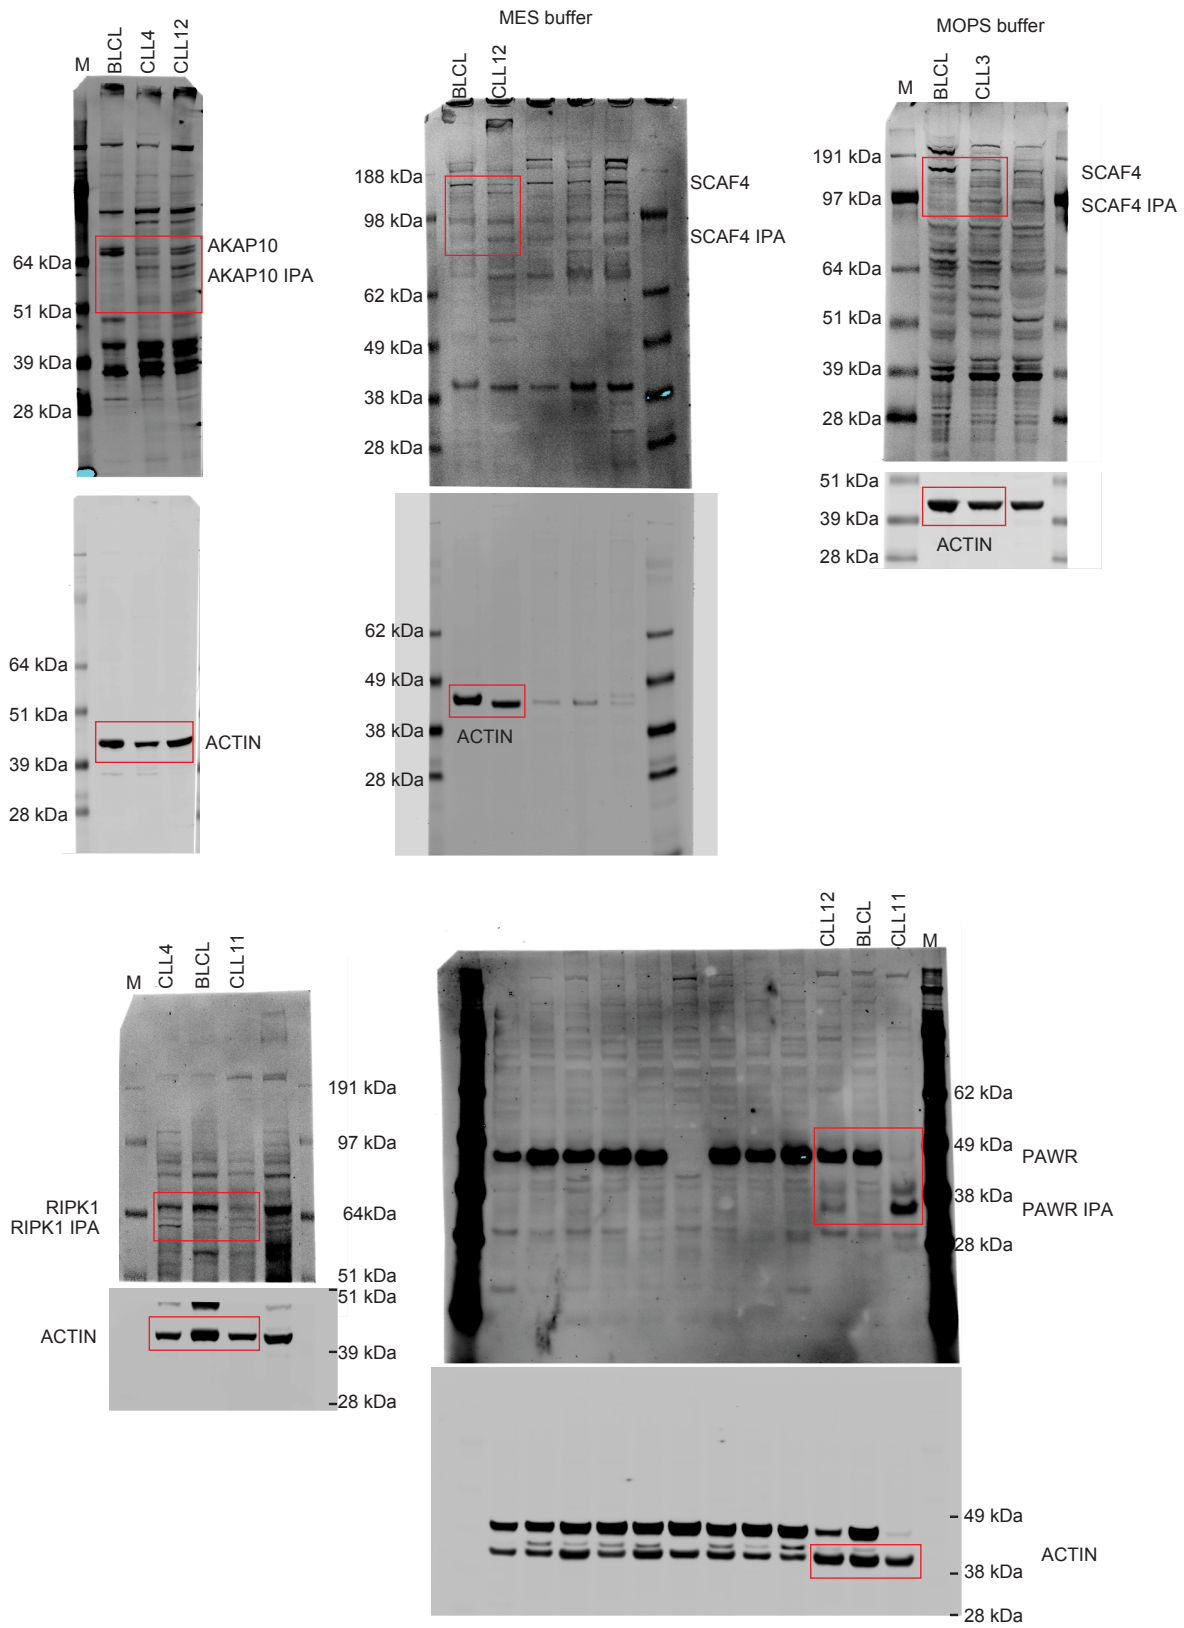 MES buffer
MOPS buffer
M BLCL CLL4 CLL12
BLCL CLL12
M BLCL CLL3
AKAP10
AKAP10 IPA
64 kDa
51 kDa
39 kDa
28 kDa
188 kDa
98 kDa
62 kDa
49 kDa
38 kDa
28 kDa
SCAF4
SCAF4 IPA
191 kDa
97 kDa
64 kDa
51 kDa
39 kDa
28 kDa
SCAF4
SCAF4 IPA
51 kDa
39 kDa
28 kDa
ACTIN
64 kDa
51 kDa
39 kDa
28 kDa
ACTIN
62 kDa
49 kDa
38 kDa
28 kDa
ACTIN
M CLL4 BLCL CLL11
191 kDa
97 kDa
64kDa
51 kDa
RIPK1
RIPK1 IPA
51 kDa
39 kDa
28 kDa
ACTIN
CLL12 BLCL CLL11 M
62 kDa
49 kDa
38 kDa
28 kDa
PAWR
PAWR IPA
49 kDa
38 kDa
28 kDa
ACTIN